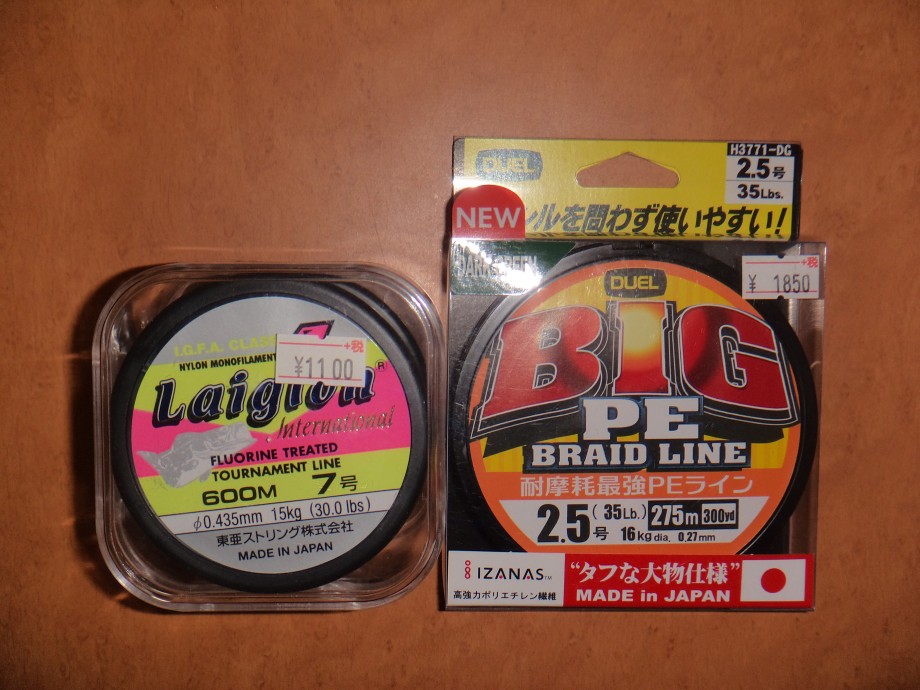 I.G.F.A. CLASS
NYLON MONOFILAMENT
+税
¥1100
Laiglon®
International
FLUORINE TREATED
TOURNAMENT LINE
600M 7号
φ0.435mm 15kg (30.0 lbs)
東亜ストリング株式会社
MADE IN JAPAN
DUEL
H3771-DG
2.5号
35Lbs.
NEW
ルを問わず使いやすい!
DARK GREEN
+税
¥ 1850
DUEL
BIG
PE
BRAID LINE
耐摩耗最強PEライン
2.5号 (35Lb.) 275m 300yd
16kg dia. 0.27mm
IZANAS™
高強力ポリエチレン繊維
“タフな大物仕様”
MADE in JAPAN